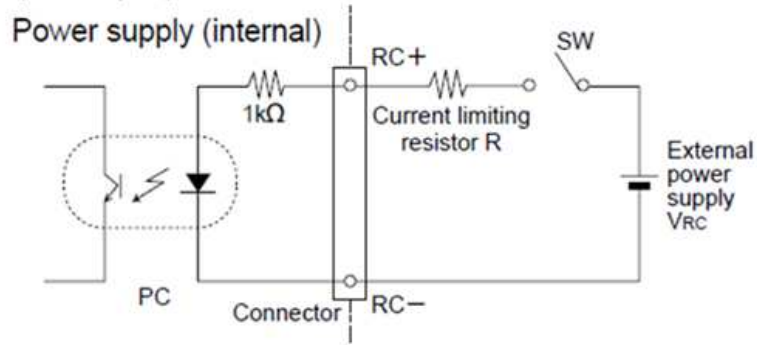 Power supply (internal)
RC+
SW
1kΩ
Current limiting
resistor R
External
power
supply
VRC
PC
Connector
RC−